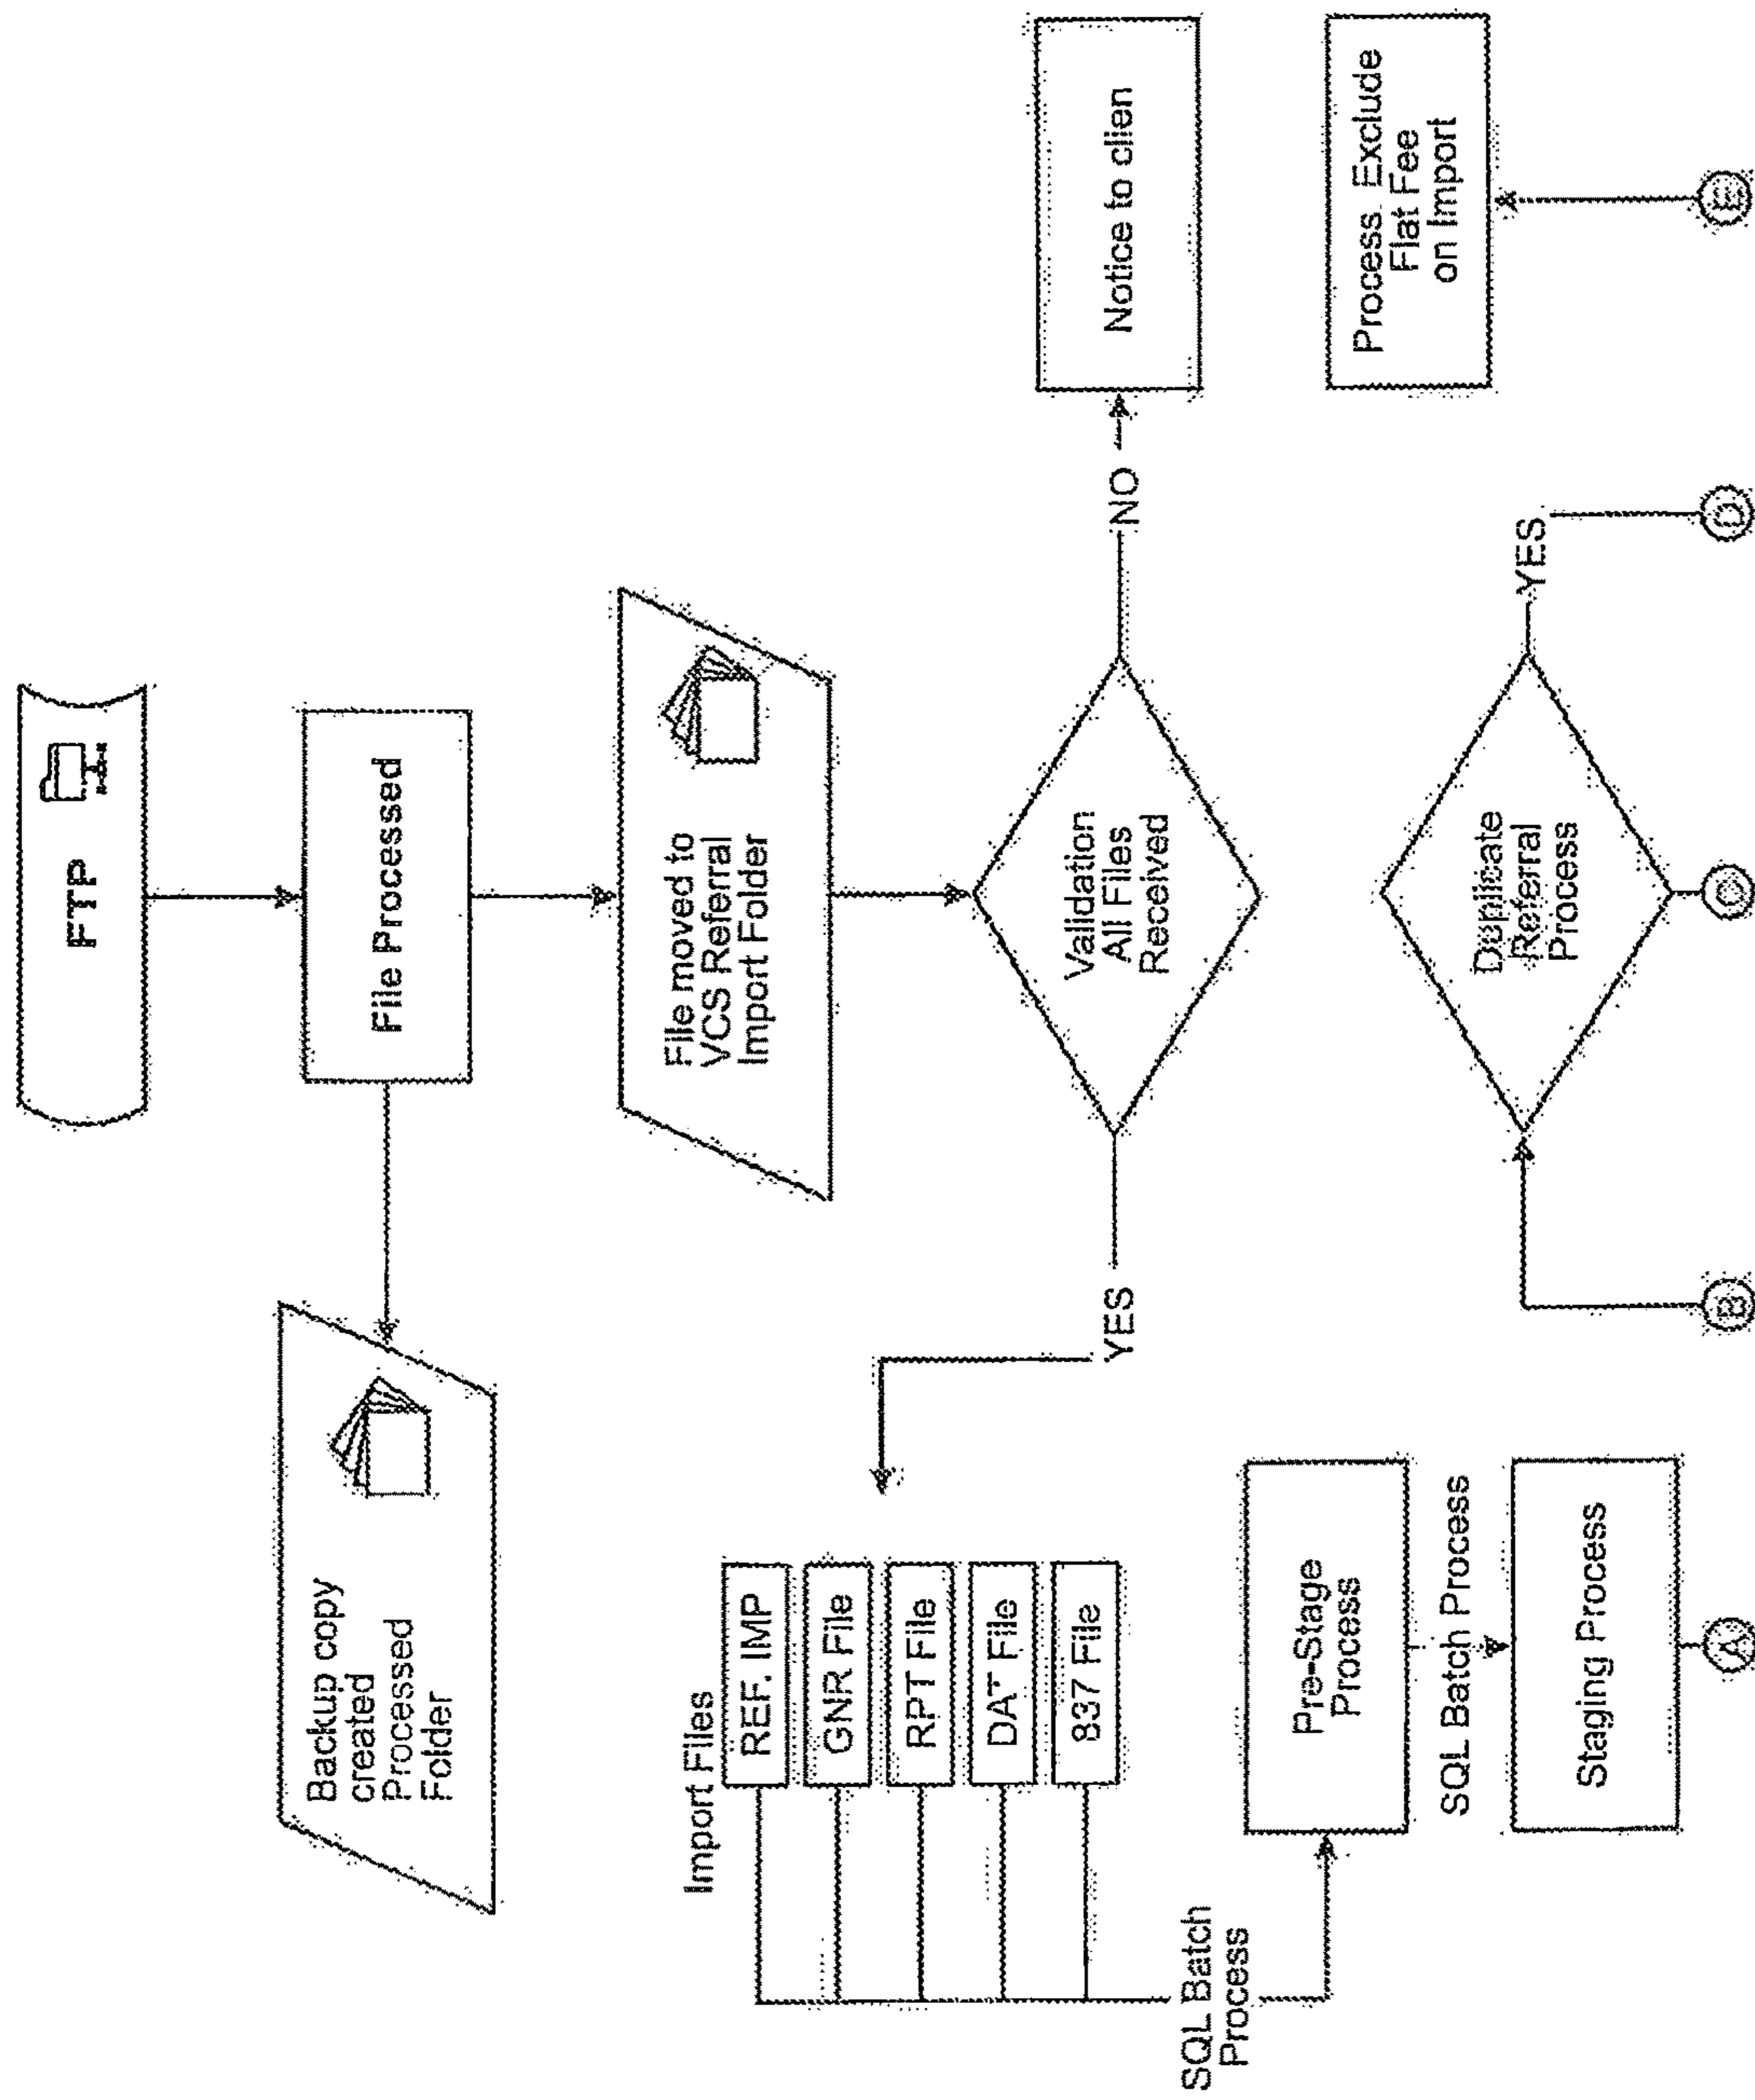 FTP
File Processed
Backup copy
created
Processed
Folder
File moved to
VCS Referral
Import Folder
Import Files
REF. IMP
GNR File
RPT File
DAT File
837 File
YES
Validation
All Files
Received
NO
Notice to clien
SQL Batch
Process
Pre-Stage
Process
SQL Batch Process
Staging Process
Duplicate
Referral
Process
YES
Process Exclude
Flat Fee
on Import
A
B
C
D
E